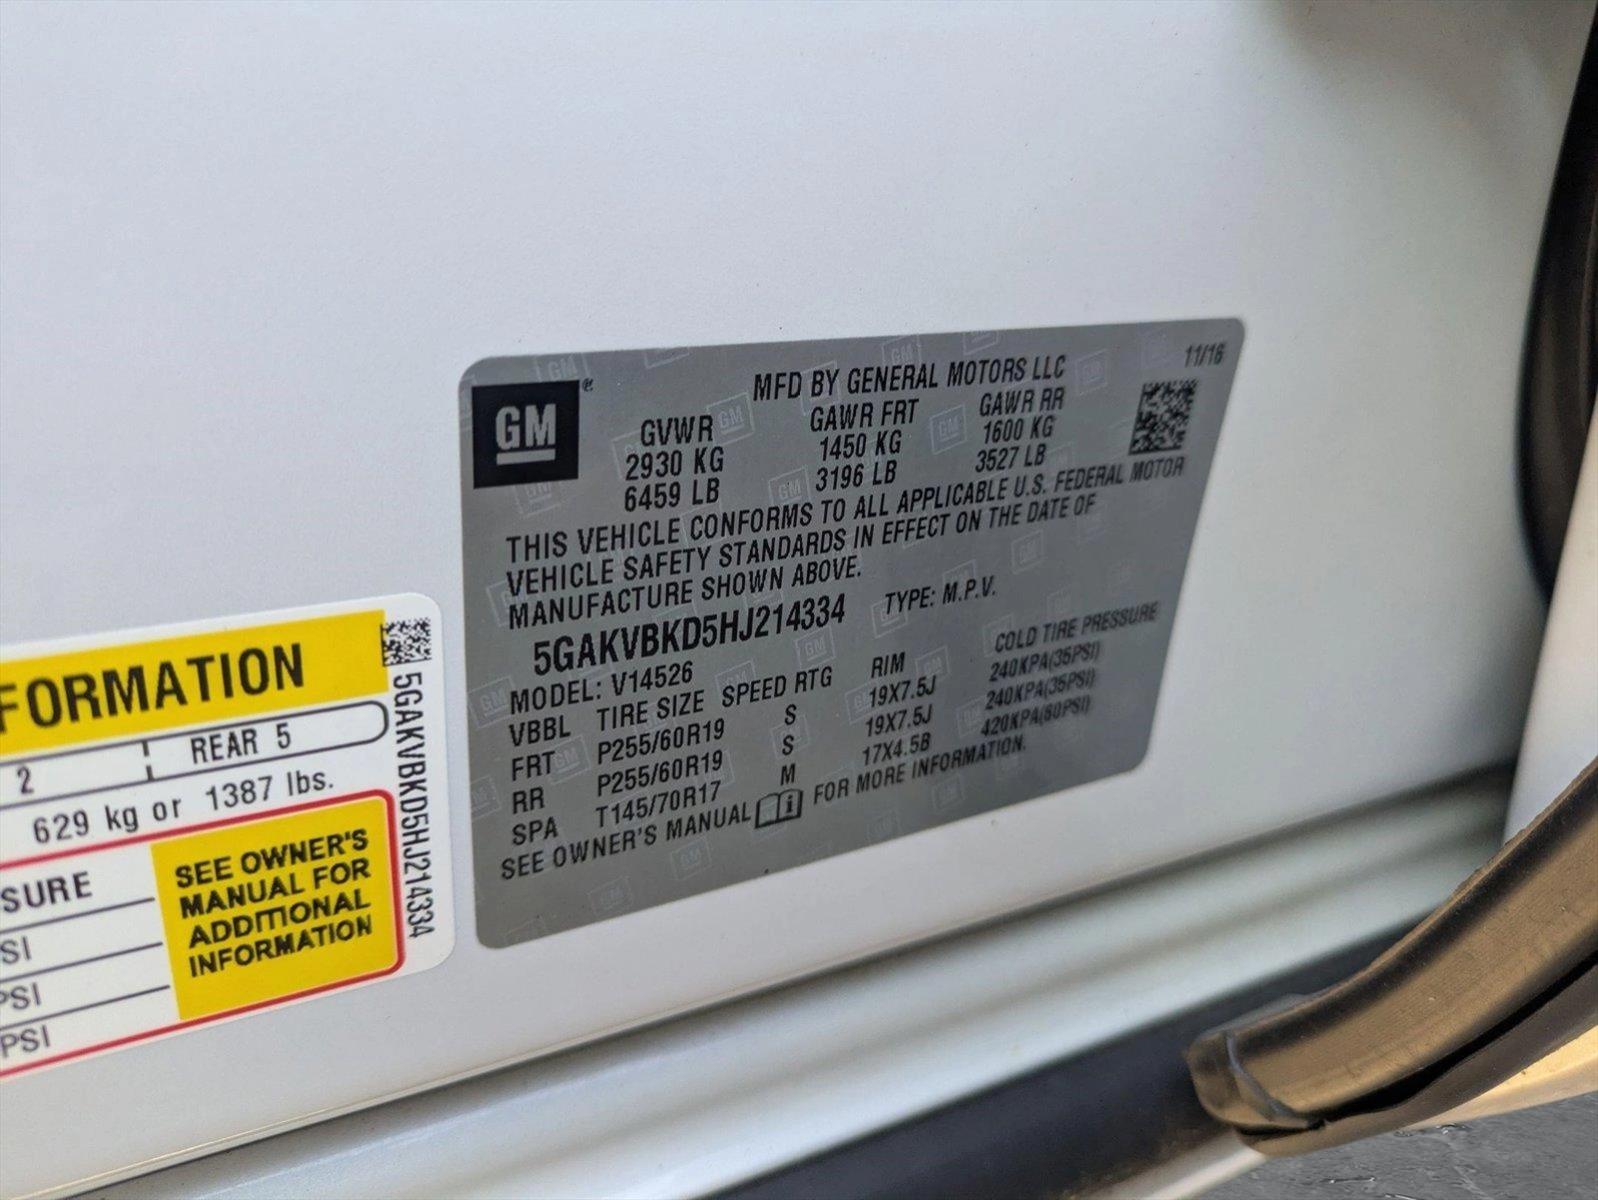 GM
®
MFD BY GENERAL MOTORS LLC
11/16
GVWR GAWR FRT GAWR RR
2930 KG 1450 KG 1600 KG
6459 LB 3196 LB 3527 LB
THIS VEHICLE CONFORMS TO ALL APPLICABLE U.S. FEDERAL MOTOR
VEHICLE SAFETY STANDARDS IN EFFECT ON THE DATE OF
MANUFACTURE SHOWN ABOVE.
5GAKVBKD5HJ214334 TYPE: M.P.V.
MODEL: V14526
VBBL TIRE SIZE SPEED RTG RIM COLD TIRE PRESSURE
FRT P255/60R19 S 19X7.5J 240KPA(35PSI)
RR P255/60R19 S 19X7.5J 240KPA(35PSI)
SPA T145/70R17 M 17X4.5B 420KPA(60PSI)
SEE OWNER'S MANUAL FOR MORE INFORMATION.
FORMATION
2 REAR 5
629 kg or 1387 lbs.
SURE
SI
PSI
PSI
SEE OWNER'S
MANUAL FOR
ADDITIONAL
INFORMATION
5GAKVBKD5HJ214334